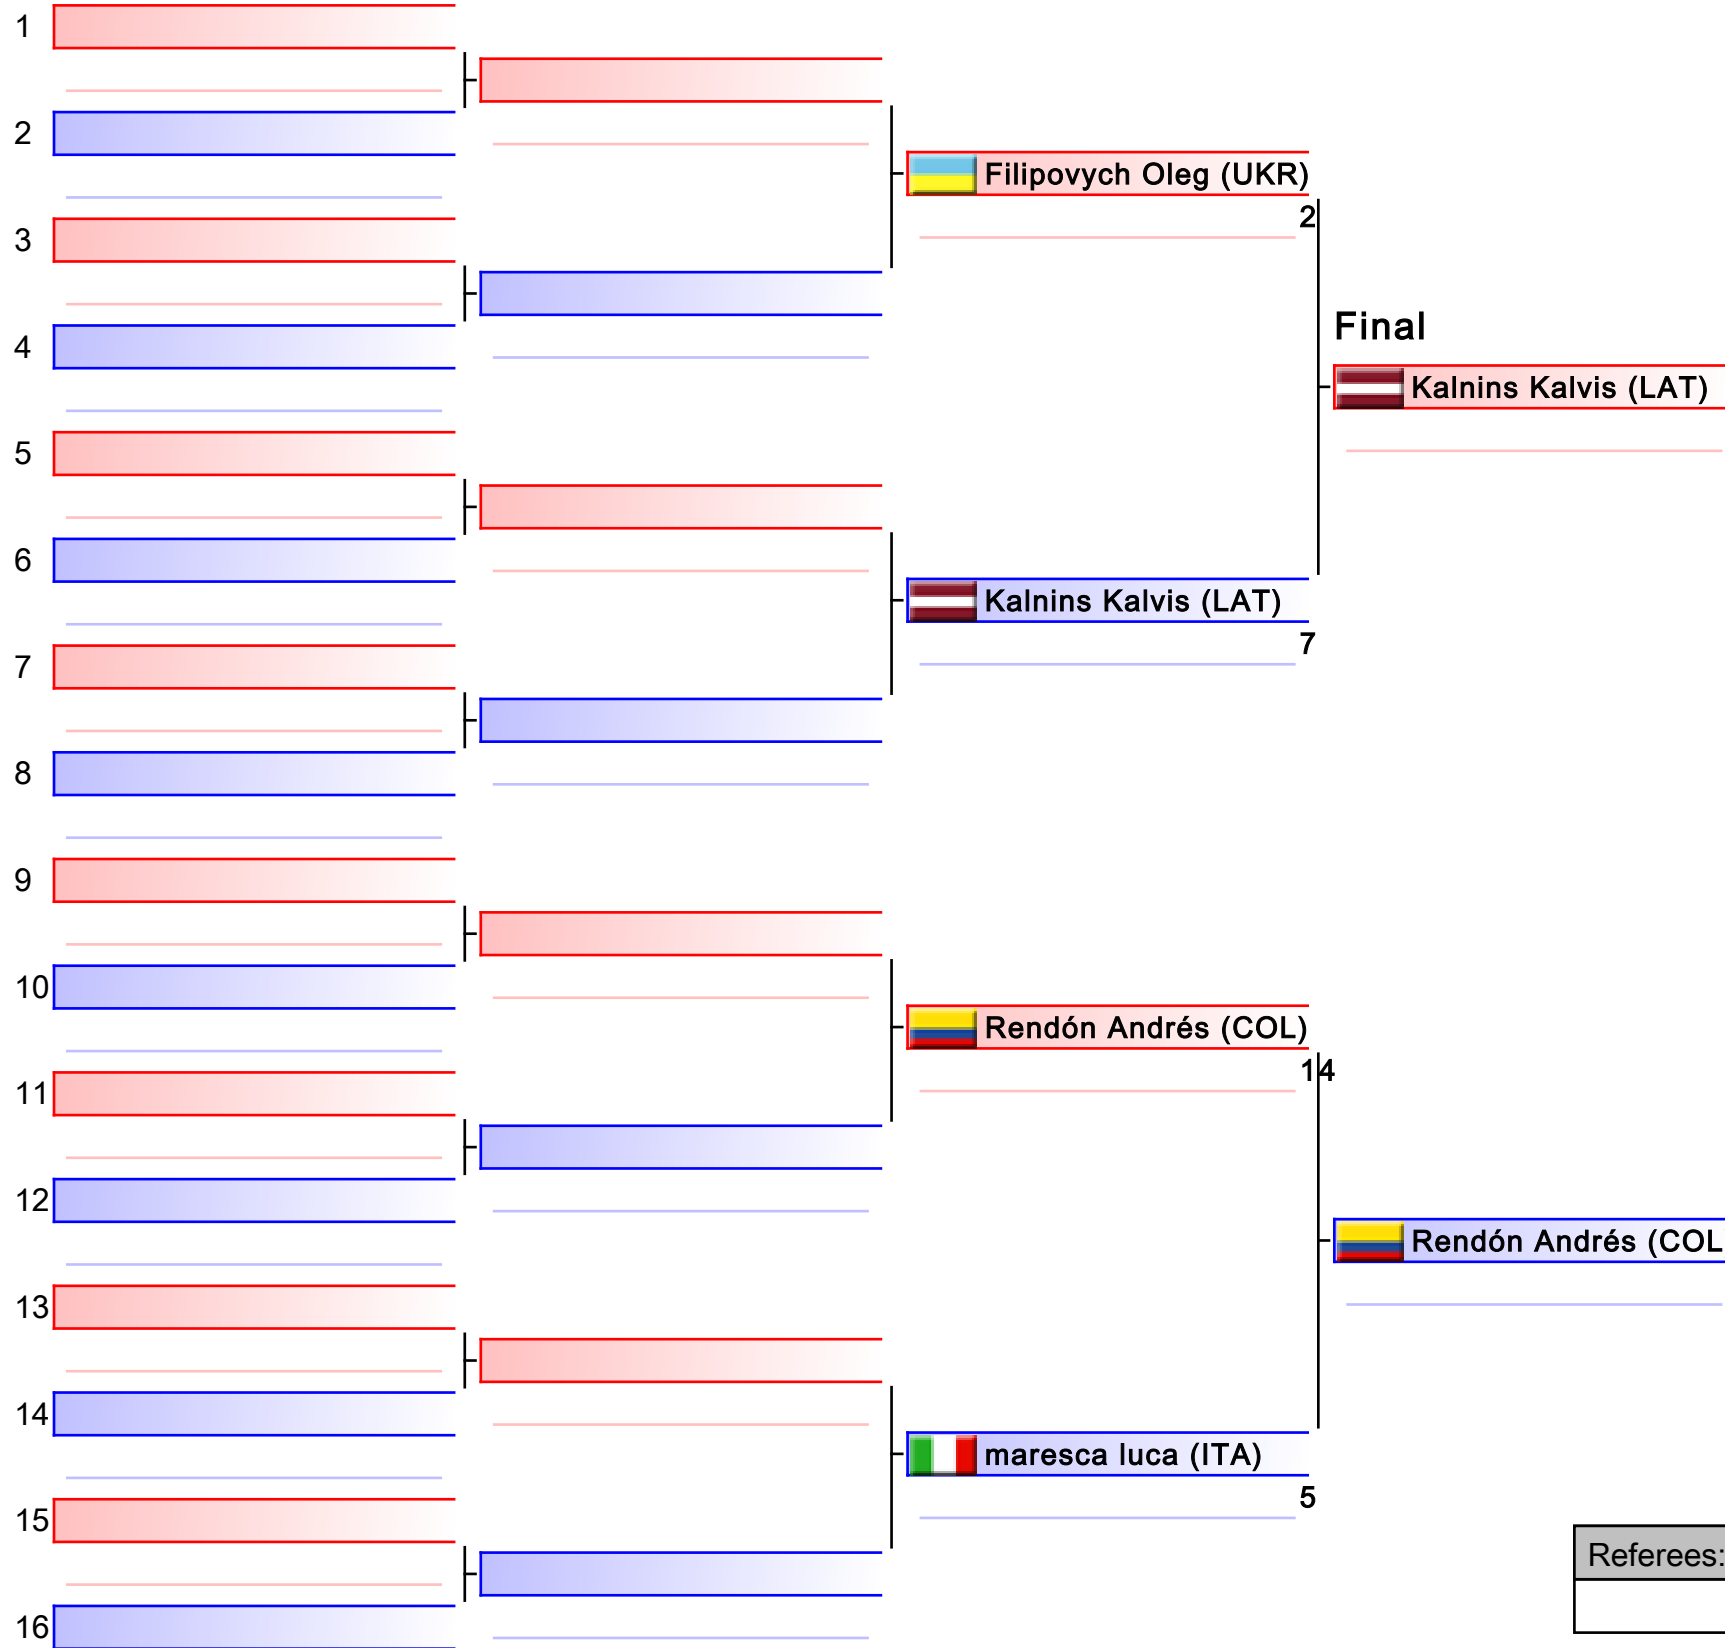 1
2
Filipovych Oleg (UKR)
2
3
Final
4
Kalnins Kalvis (LAT)
5
6
Kalnins Kalvis (LAT)
7
7
8
9
10
Rendón Andrés (COL)
14
11
12
Rendón Andrés (COL
13
14
maresca luca (ITA)
5
15
Referees:
16